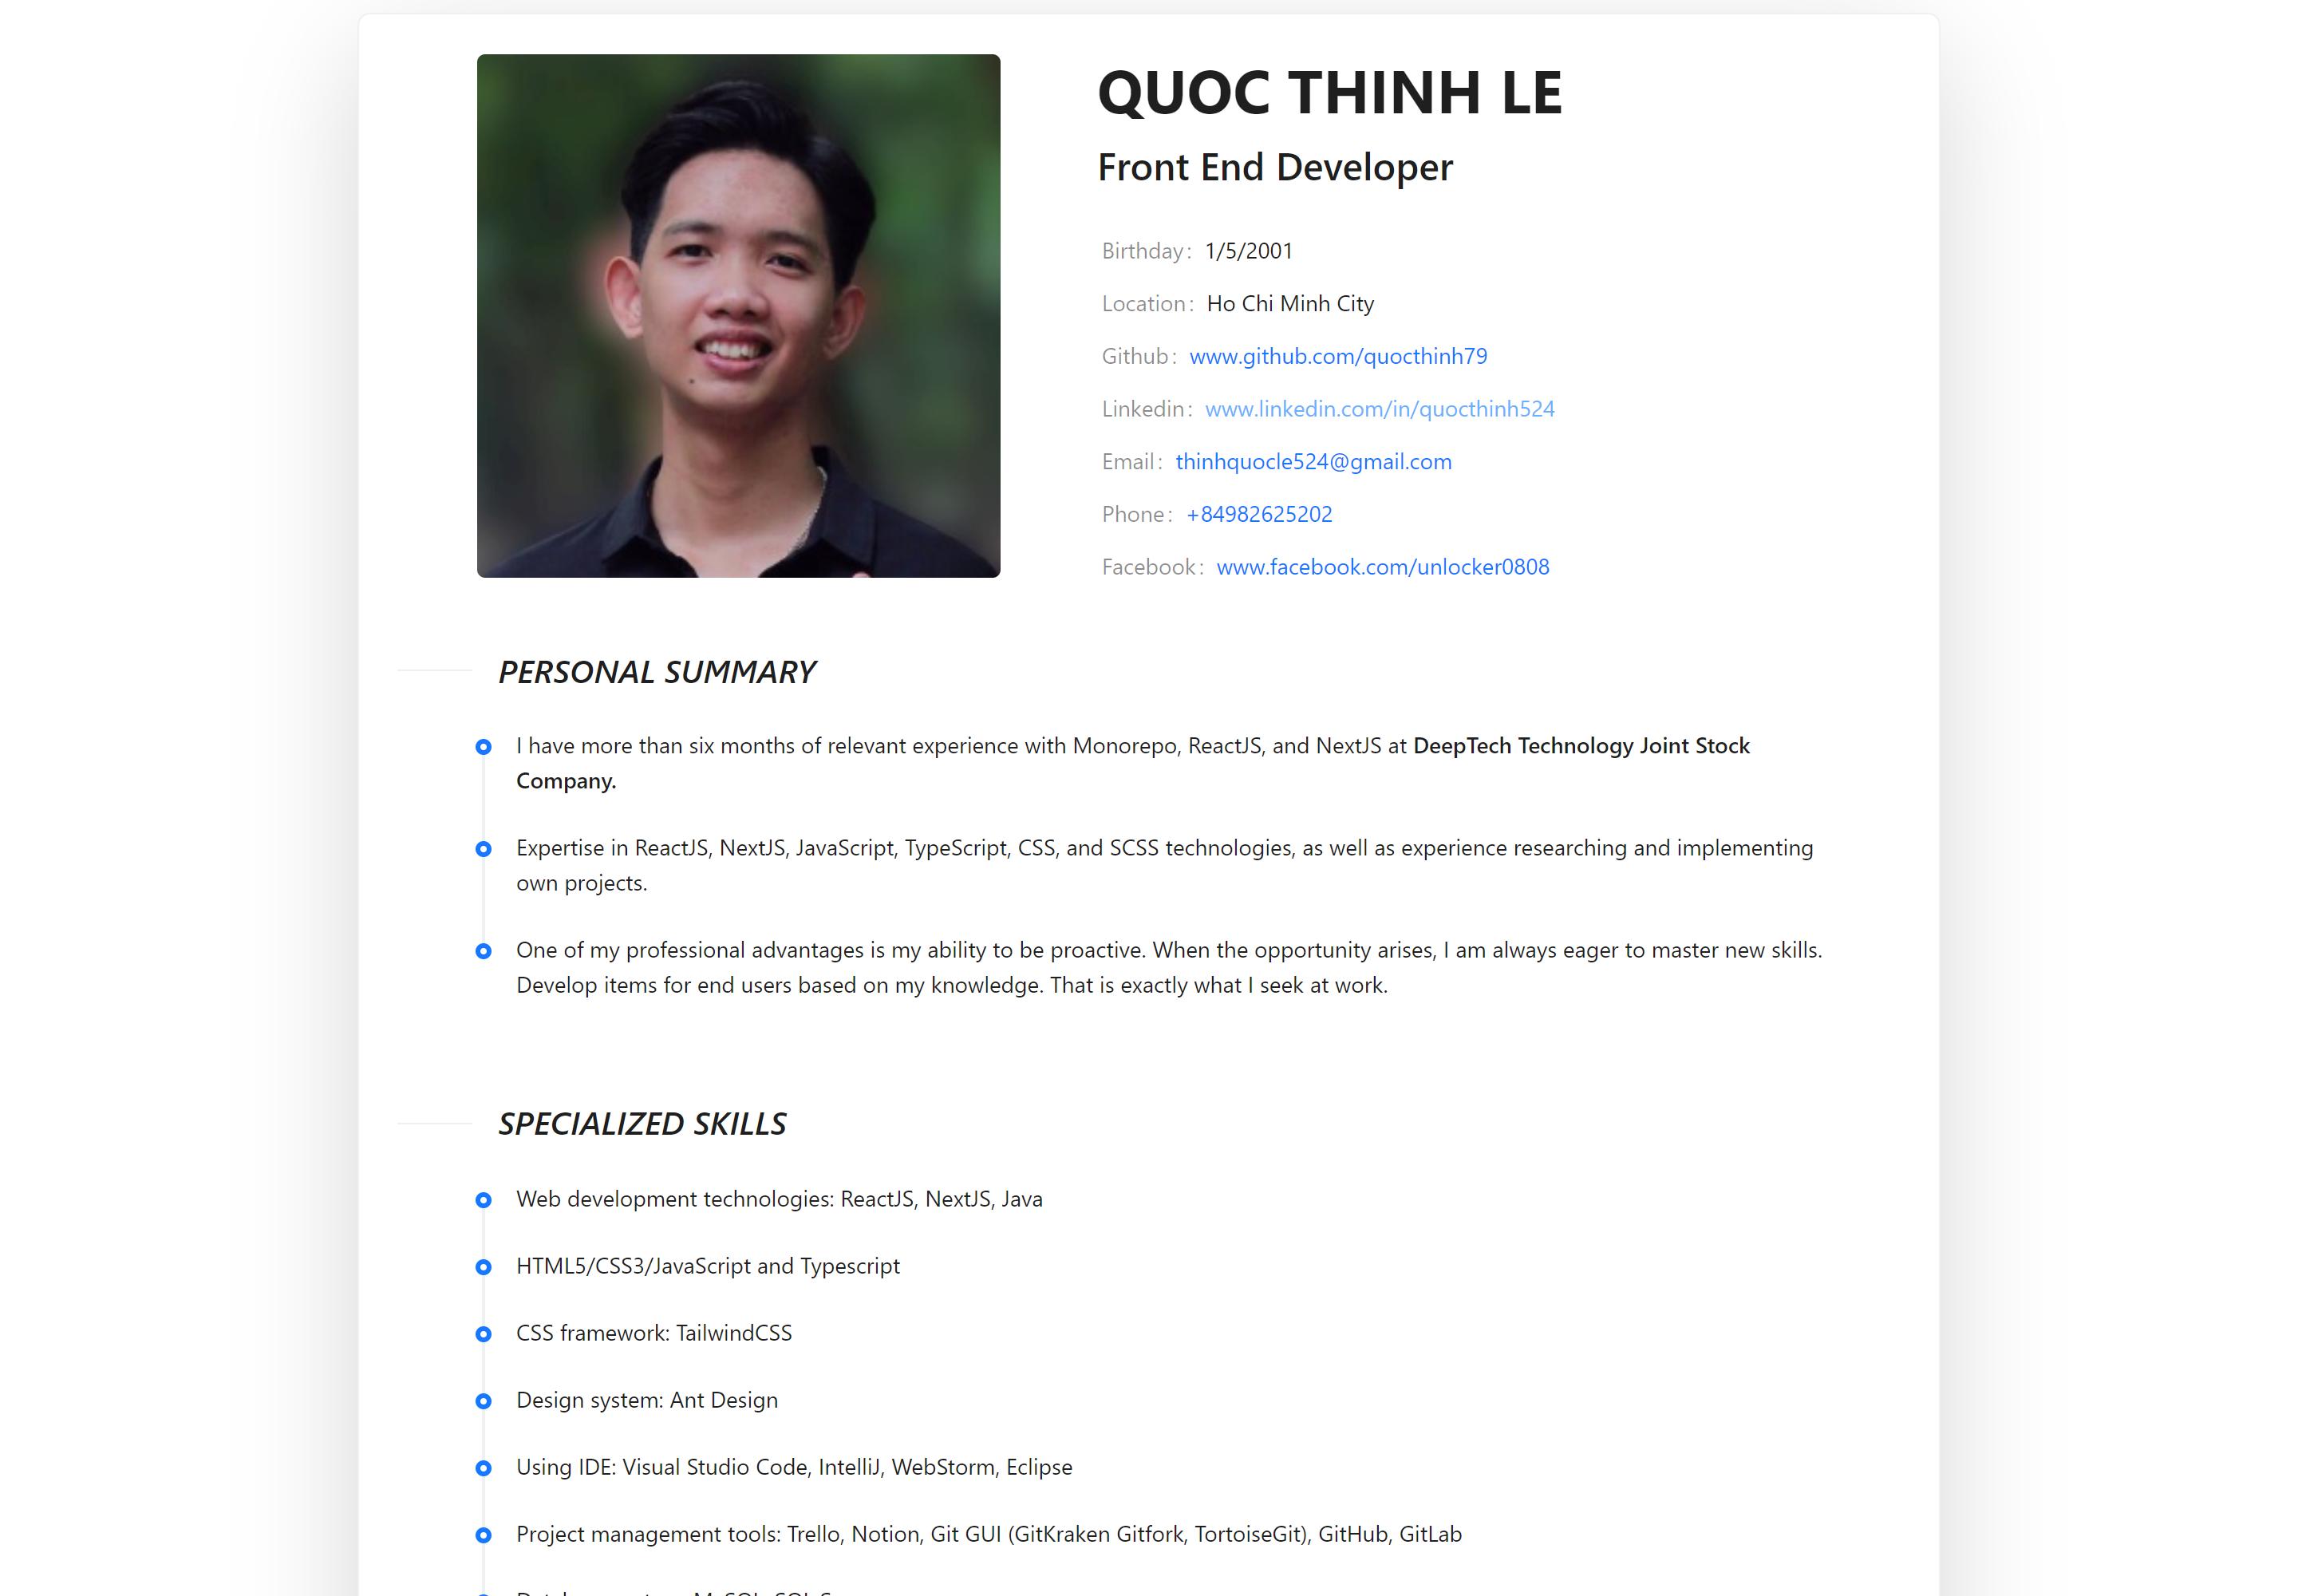 QUOC THINH LE
Front End Developer
Birthday: 1/5/2001
Location: Ho Chi Minh City
Github: www.github.com/quocthinh79
Linkedin: www.linkedin.com/in/quocthinh524
Email: thinhquocle524@gmail.com
Phone: +84982625202
Facebook: www.facebook.com/unlocker0808
PERSONAL SUMMARY
I have more than six months of relevant experience with Monorepo, ReactJS, and NextJS at DeepTech Technology Joint Stock
Company.
Expertise in ReactJS, NextJS, JavaScript, TypeScript, CSS, and SCSS technologies, as well as experience researching and implementing
own projects.
One of my professional advantages is my ability to be proactive. When the opportunity arises, I am always eager to master new skills.
Develop items for end users based on my knowledge. That is exactly what I seek at work.
SPECIALIZED SKILLS
Web development technologies: ReactJS, NextJS, Java
HTML5/CSS3/JavaScript and Typescript
CSS framework: TailwindCSS
Design system: Ant Design
Using IDE: Visual Studio Code, IntelliJ, WebStorm, Eclipse
Project management tools: Trello, Notion, Git GUI (GitKraken Gitfork, TortoiseGit), GitHub, GitLab